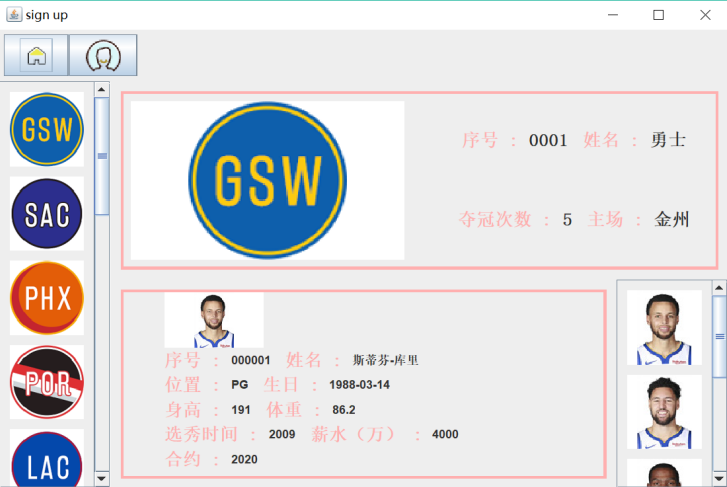 sign up
GSW
SAC
PHX
POR
LAC
GSW
序号 : 0001 姓名 : 勇士
夺冠次数 : 5 主场 : 金州
序号 : 000001 姓名 : 斯蒂芬-库里
位置 : PG 生日 : 1988-03-14
身高 : 191 体重 : 86.2
选秀时间 : 2009 薪水（万） : 4000
合约 : 2020